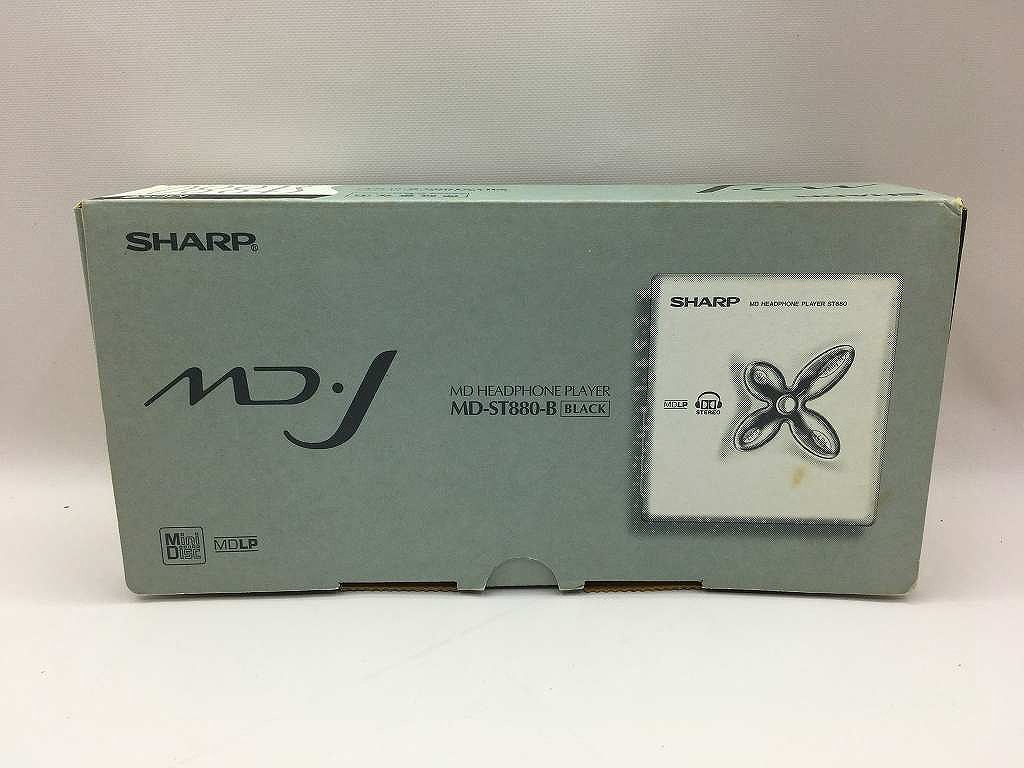 SHARP®
MD·J
MD HEADPHONE PLAYER
MD-ST880-B BLACK
SHARP MD HEADPHONE PLAYER ST880
MDLP
STEREO
Mini
Disc
MDLP